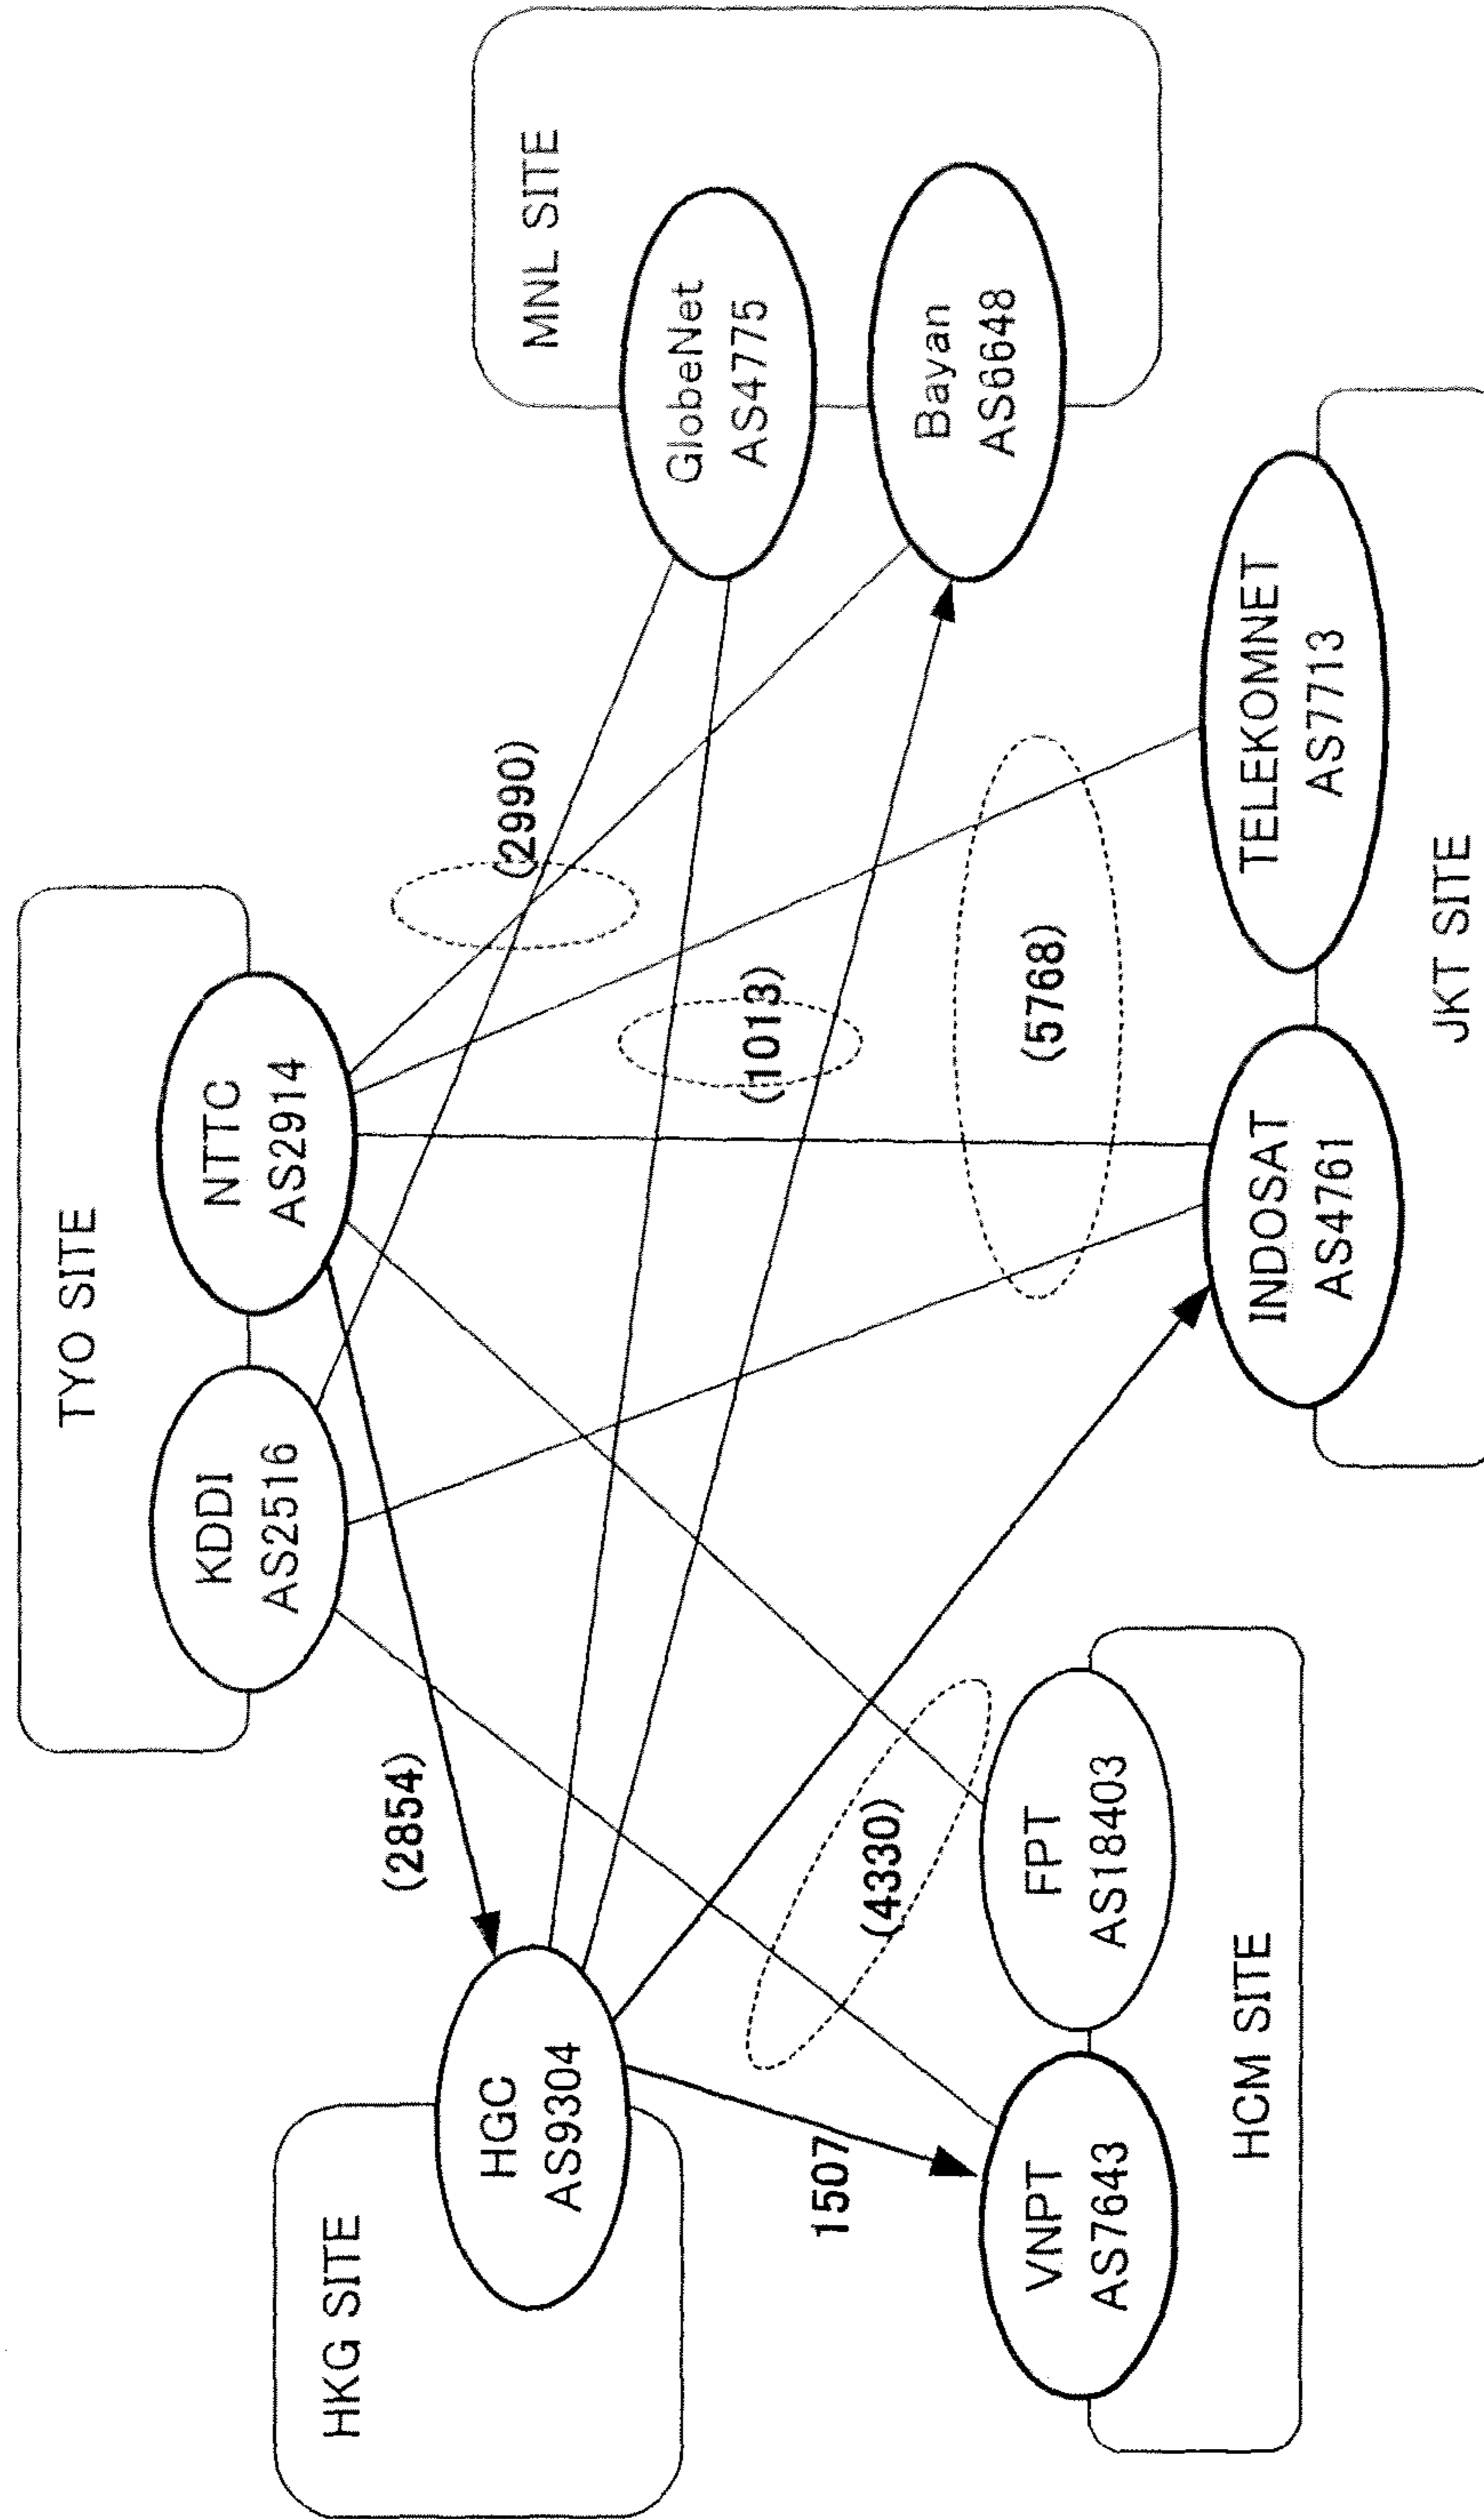 TYO SITE
KDDI
AS2516
NTTC
AS2914
HKG SITE
HGC
AS9304
(2854)
(2990)
MNL SITE
GlobeNet
AS4775
Bayan
AS6648
(1013)
(5768)
1507
(4330)
VNPT
AS7643
FPT
AS18403
HCM SITE
INDOSAT
AS4761
TELEKOMNET
AS7713
JKT SITE